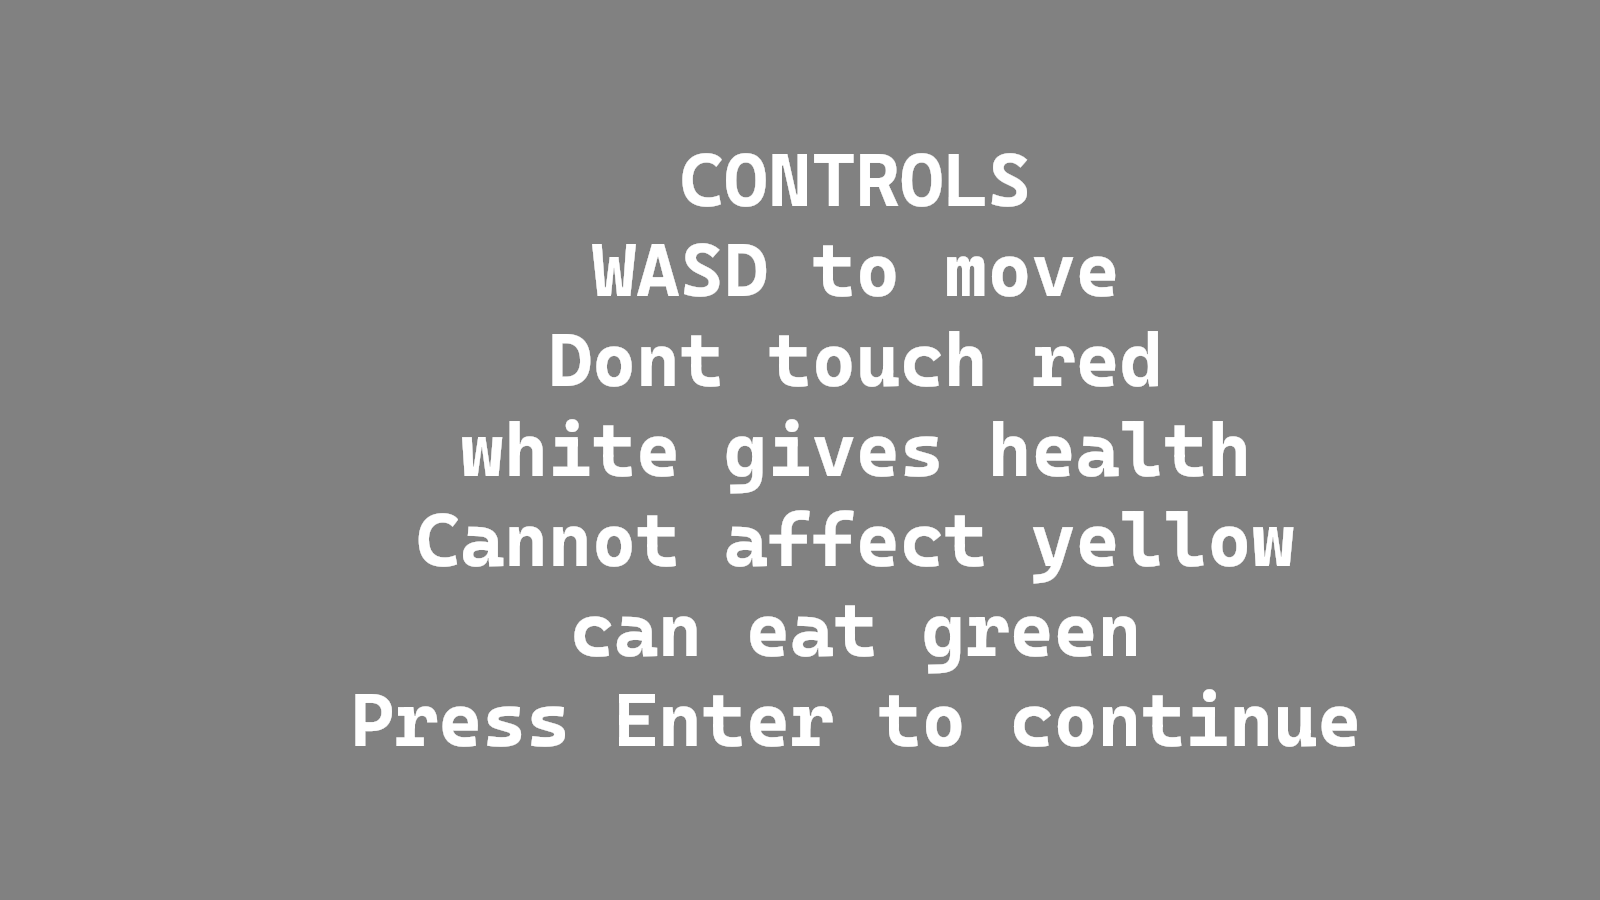 CONTROLS
WASD to move
Dont touch red
white gives health
Cannot affect yellow
can eat green
Press Enter to continue